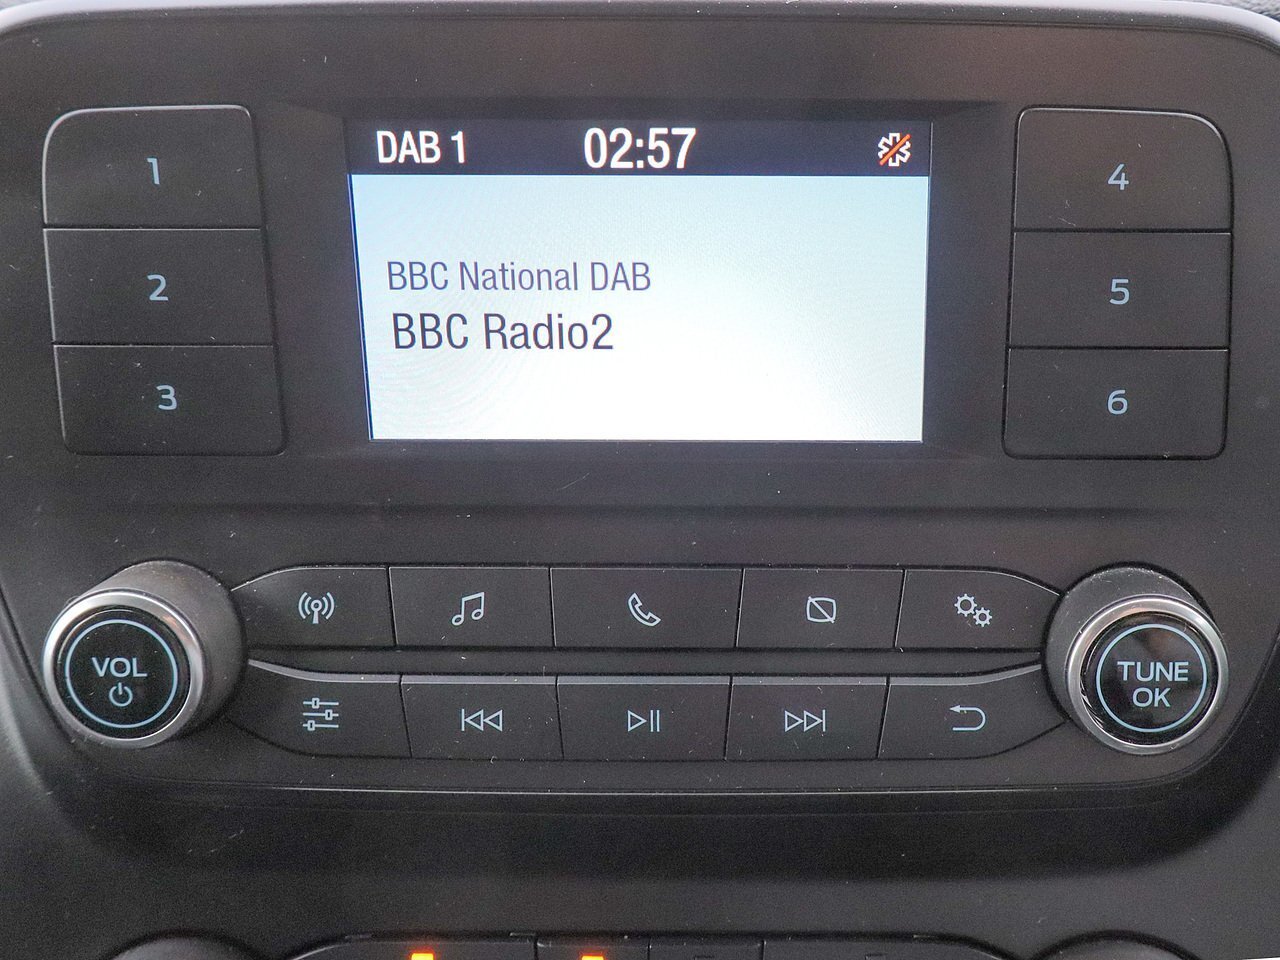 DAB 1 02:57
BBC National DAB
BBC Radio2
1
2
3
4
5
6
VOL
TUNE
OK